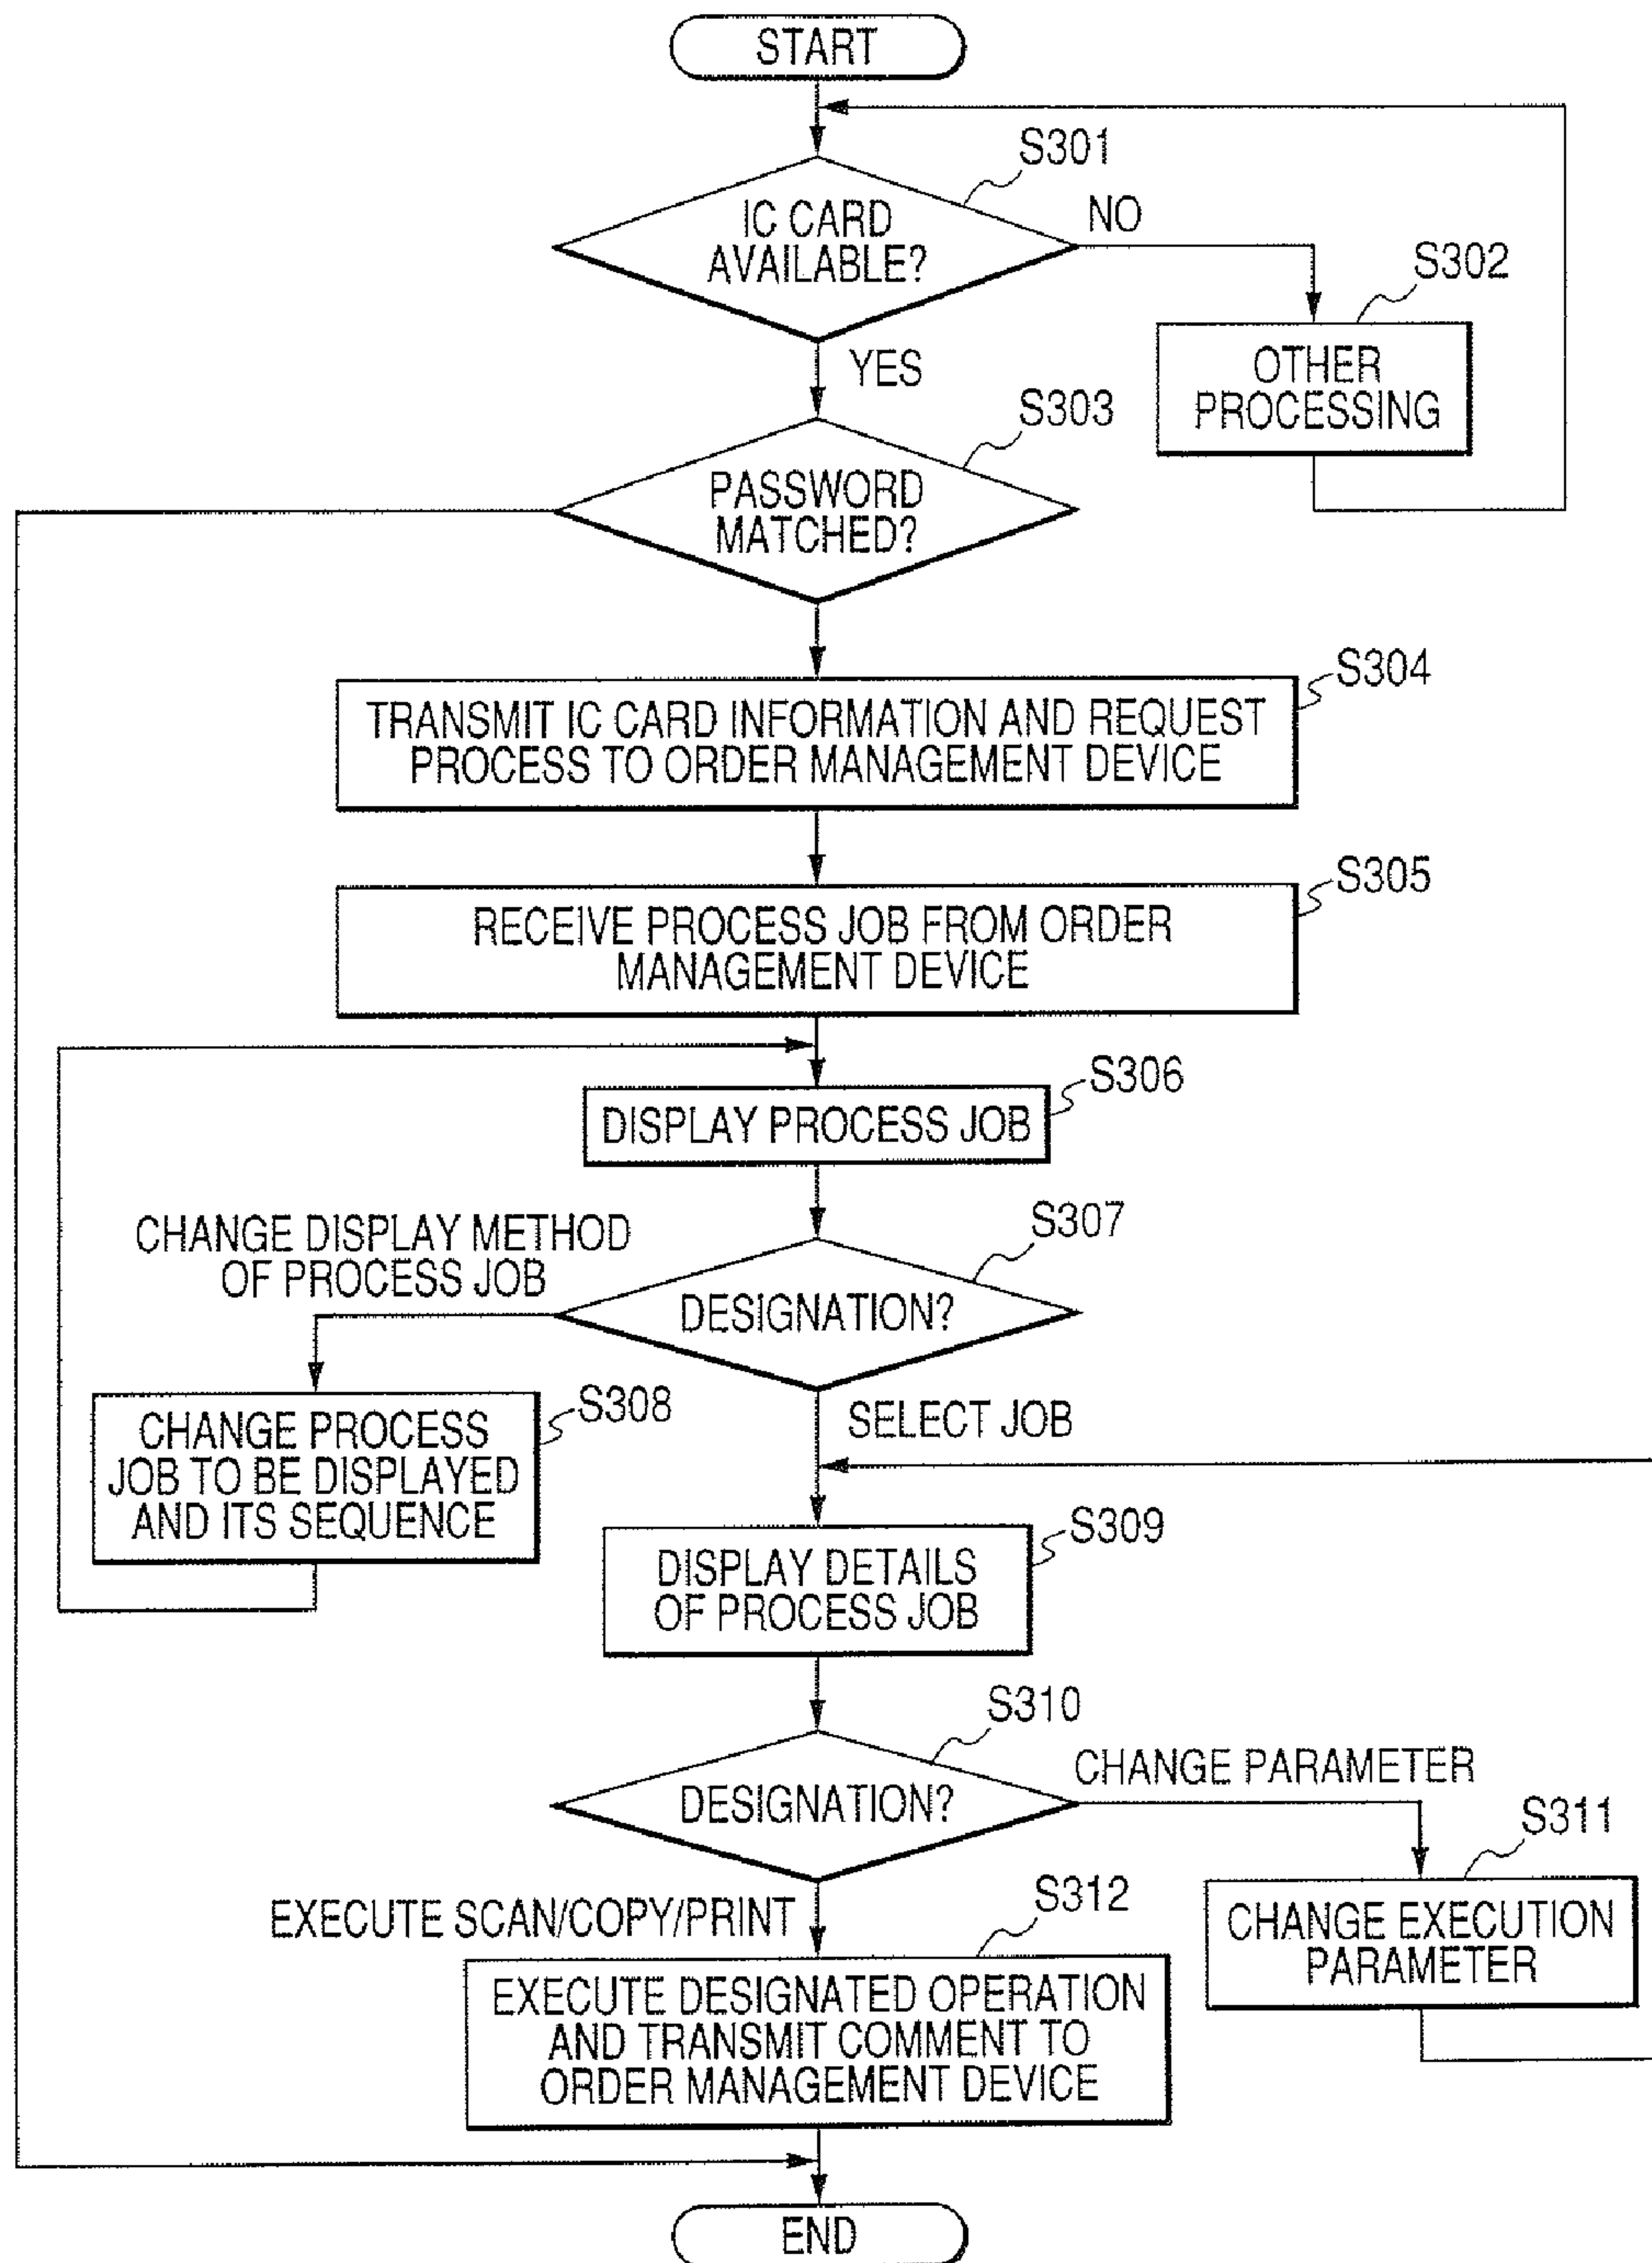 START
S301
IC CARD
AVAILABLE?
NO
S302
OTHER
PROCESSING
YES
S303
PASSWORD
MATCHED?
S304
TRANSMIT IC CARD INFORMATION AND REQUEST
PROCESS TO ORDER MANAGEMENT DEVICE
S305
RECEIVE PROCESS JOB FROM ORDER
MANAGEMENT DEVICE
S306
DISPLAY PROCESS JOB
S307
CHANGE DISPLAY METHOD
OF PROCESS JOB
DESIGNATION?
S308
CHANGE PROCESS
JOB TO BE DISPLAYED
AND ITS SEQUENCE
SELECT JOB
S309
DISPLAY DETAILS
OF PROCESS JOB
S310
DESIGNATION?
CHANGE PARAMETER
S311
CHANGE EXECUTION
PARAMETER
EXECUTE SCAN/COPY/PRINT
S312
EXECUTE DESIGNATED OPERATION
AND TRANSMIT COMMENT TO
ORDER MANAGEMENT DEVICE
END